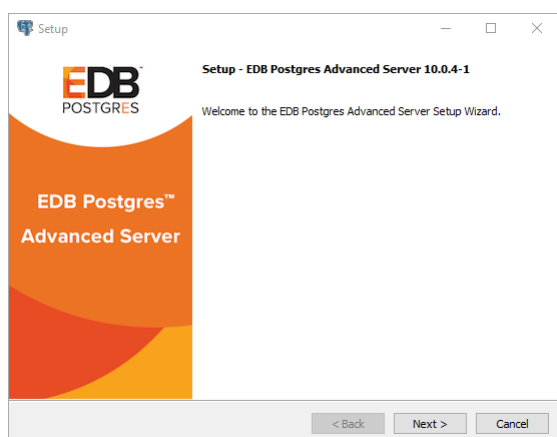 Setup
EDB
POSTGRES
EDB Postgres™
Advanced Server
Setup - EDB Postgres Advanced Server 10.0.4-1
Welcome to the EDB Postgres Advanced Server Setup Wizard.
< Back
Next >
Cancel